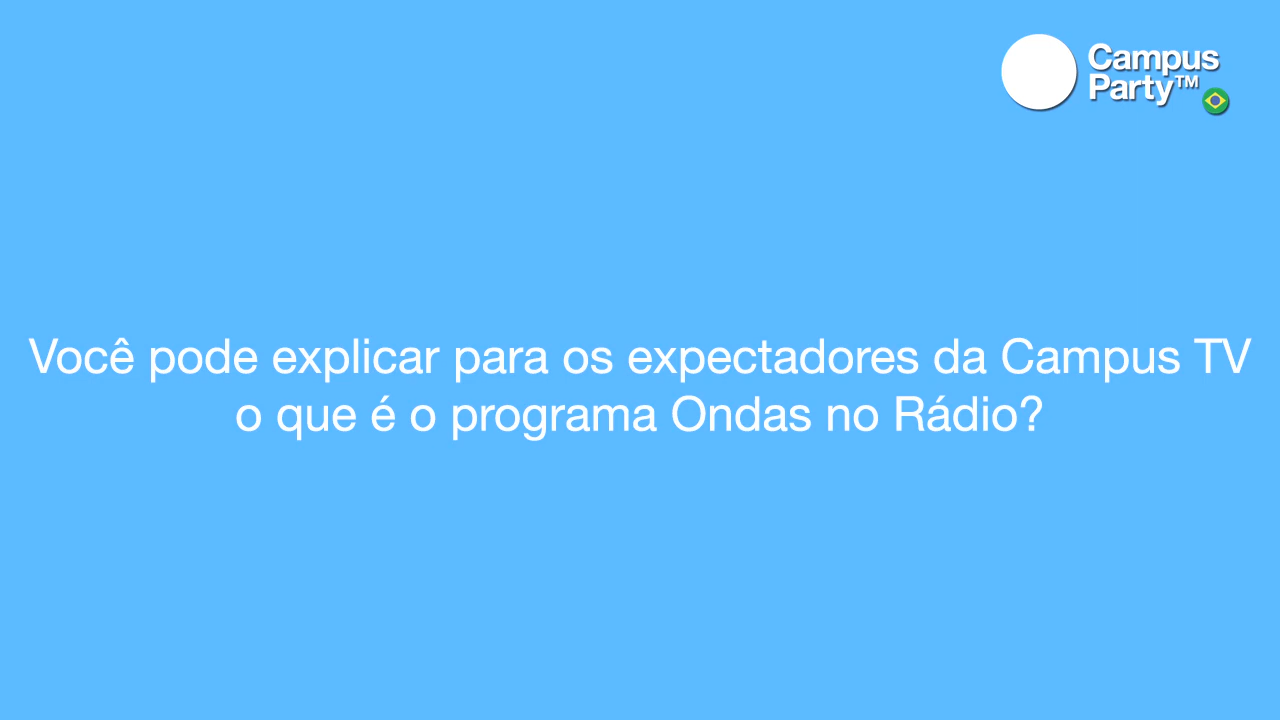 Campus
Party™
Você pode explicar para os expectadores da Campus TV
o que é o programa Ondas no Rádio?